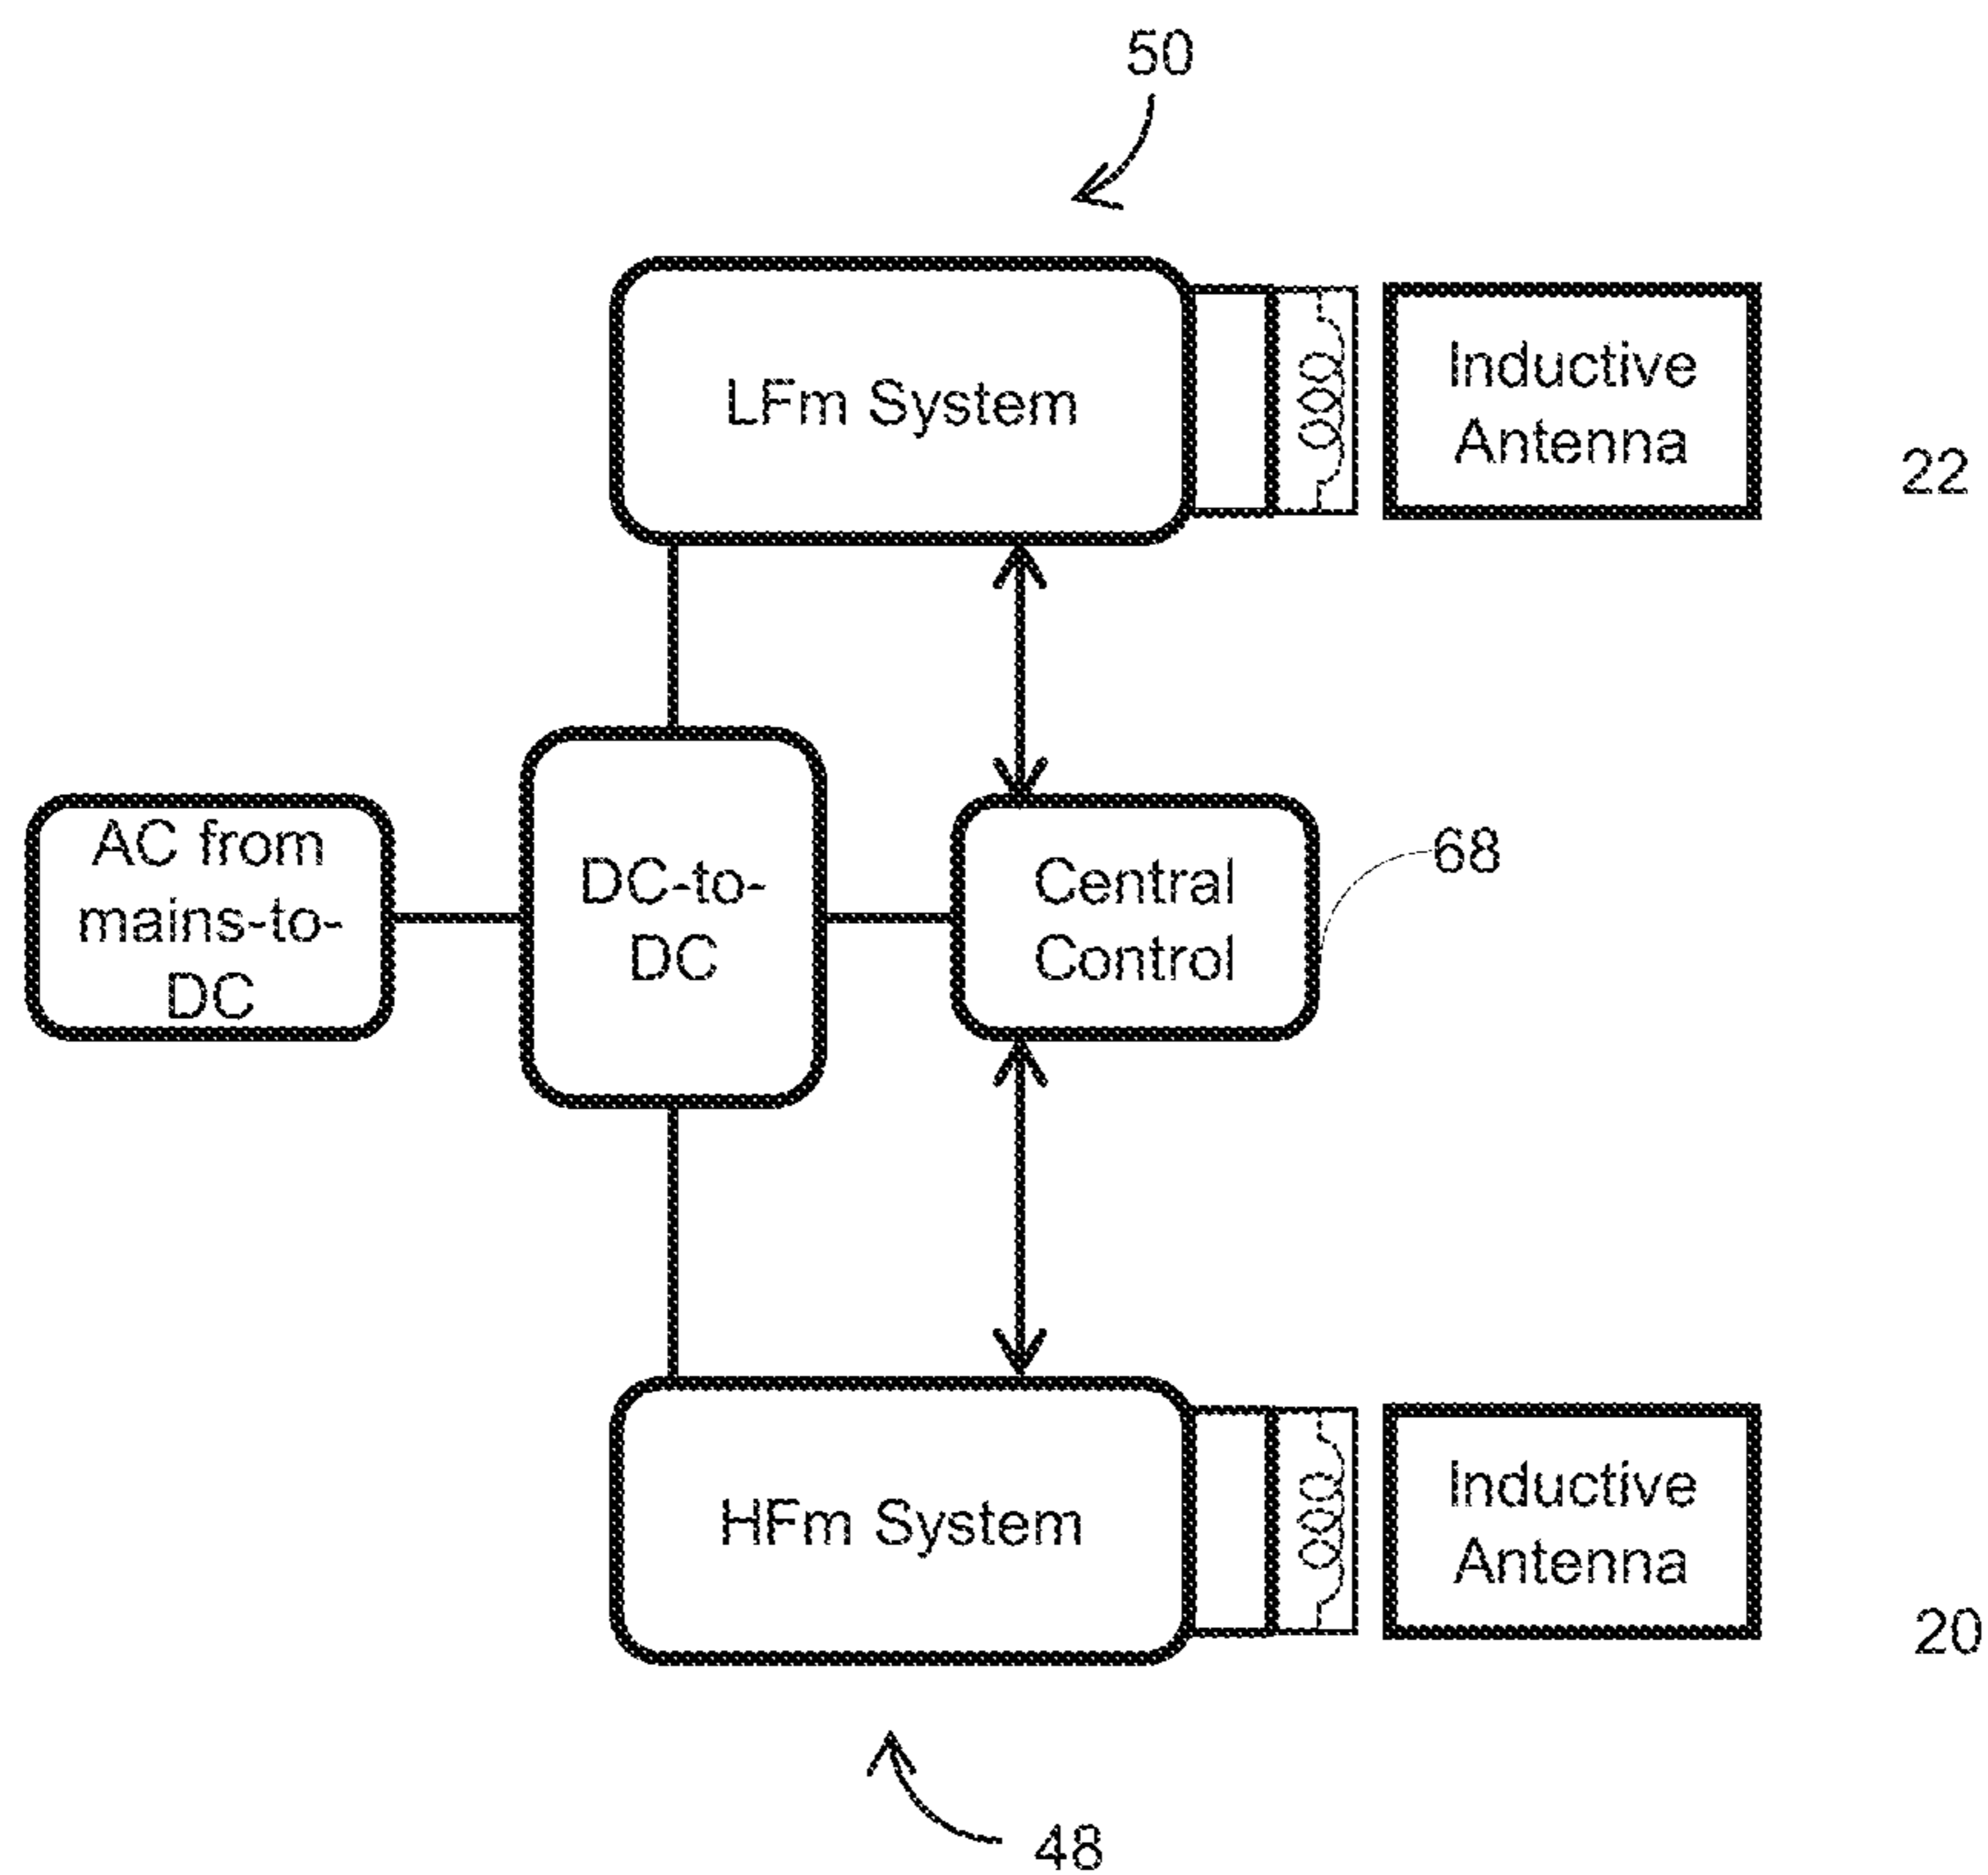 50
LFm System
Inductive
Antenna
22
AC from
mains-to-
DC
DC-to-
DC
Central
Control
68
HFm System
Inductive
Antenna
20
48